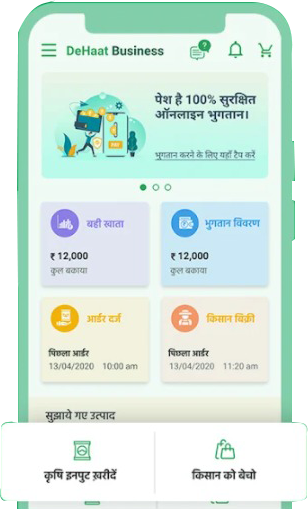 DeHaat Business
?
पेश है 100% सुरक्षित
ऑनलाइन भुगतान।
भुगतान करने के लिए यहाँ टैप करें
PAY
बही खाता
₹ 12,000
कुल बकाया
भुगतान विवरण
₹ 12,000
कुल बकाया
आर्डर दर्ज
पिछला आर्डर
13/04/2020 10:00 am
किसान बिक्री
पिछला आर्डर
13/04/2020 11:20 am
सुझाये गए उत्पाद
कृषि इनपुट ख़रीदें
किसान को बेचो